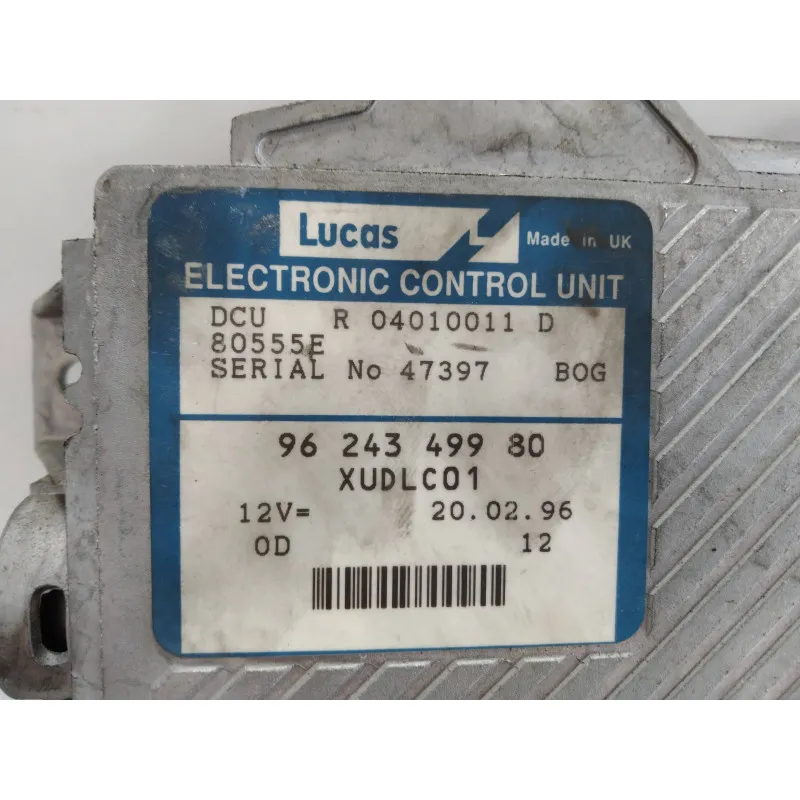 Lucas Made in UK
ELECTRONIC CONTROL UNIT
DCU R 04010011 D
80555E
SERIAL No 47397 BOG
96 243 499 80
XUDLC01
12V= 20.02.96
0D 12